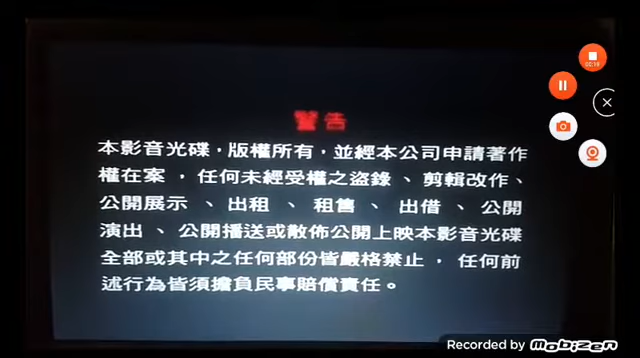 警告
本影音光碟，版權所有，並經本公司申請著作
權在案，任何未經受權之盜錄、剪輯改作、
公開展示、出租、租售、出借、公開
演出、公開播送或散佈公開上映本影音光碟
全部或其中之任何部份皆嚴格禁止，任何前
述行為皆須擔負民事賠償責任。
00:19
Recorded by Mobizen